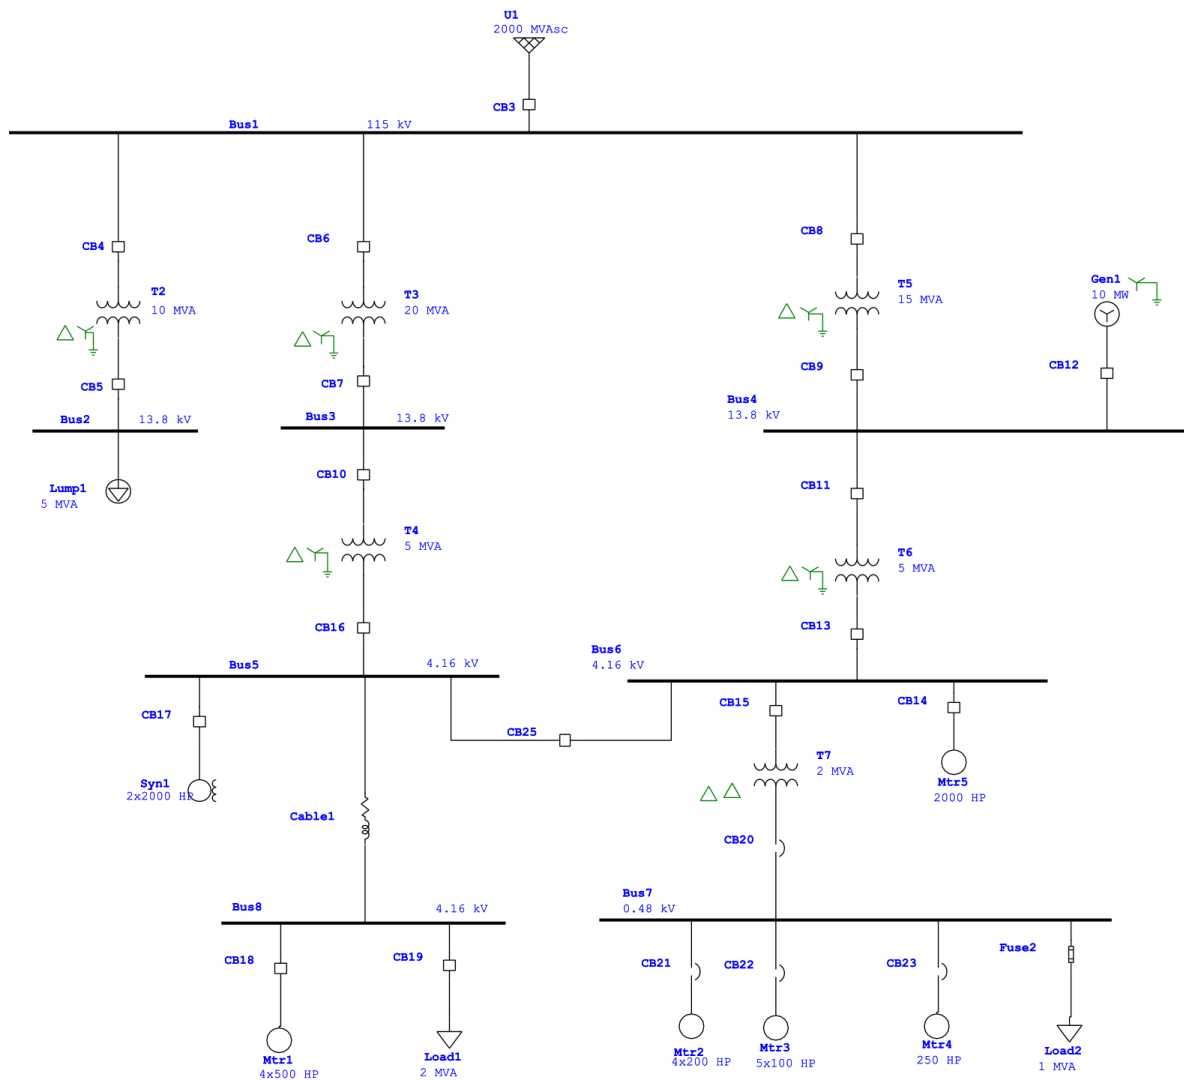 U1
2000 MVAsc
CB3
Bus1
115 kV
CB4
CB6
CB8
T2
10 MVA
T3
20 MVA
T5
15 MVA
Gen1
10 MW
CB5
CB7
CB9
CB12
Bus2
13.8 kV
Bus3
13.8 kV
Bus4
13.8 kV
Lump1
5 MVA
CB10
CB11
T4
5 MVA
T6
5 MVA
CB16
CB13
Bus5
4.16 kV
Bus6
4.16 kV
CB17
CB25
CB15
CB14
Syn1
2x2000 HP
T7
2 MVA
Mtr5
2000 HP
Cable1
CB20
Bus8
4.16 kV
Bus7
0.48 kV
CB18
CB19
CB21
CB22
CB23
Fuse2
Mtr1
4x500 HP
Load1
2 MVA
Mtr2
4x200 HP
Mtr3
5x100 HP
Mtr4
250 HP
Load2
1 MVA